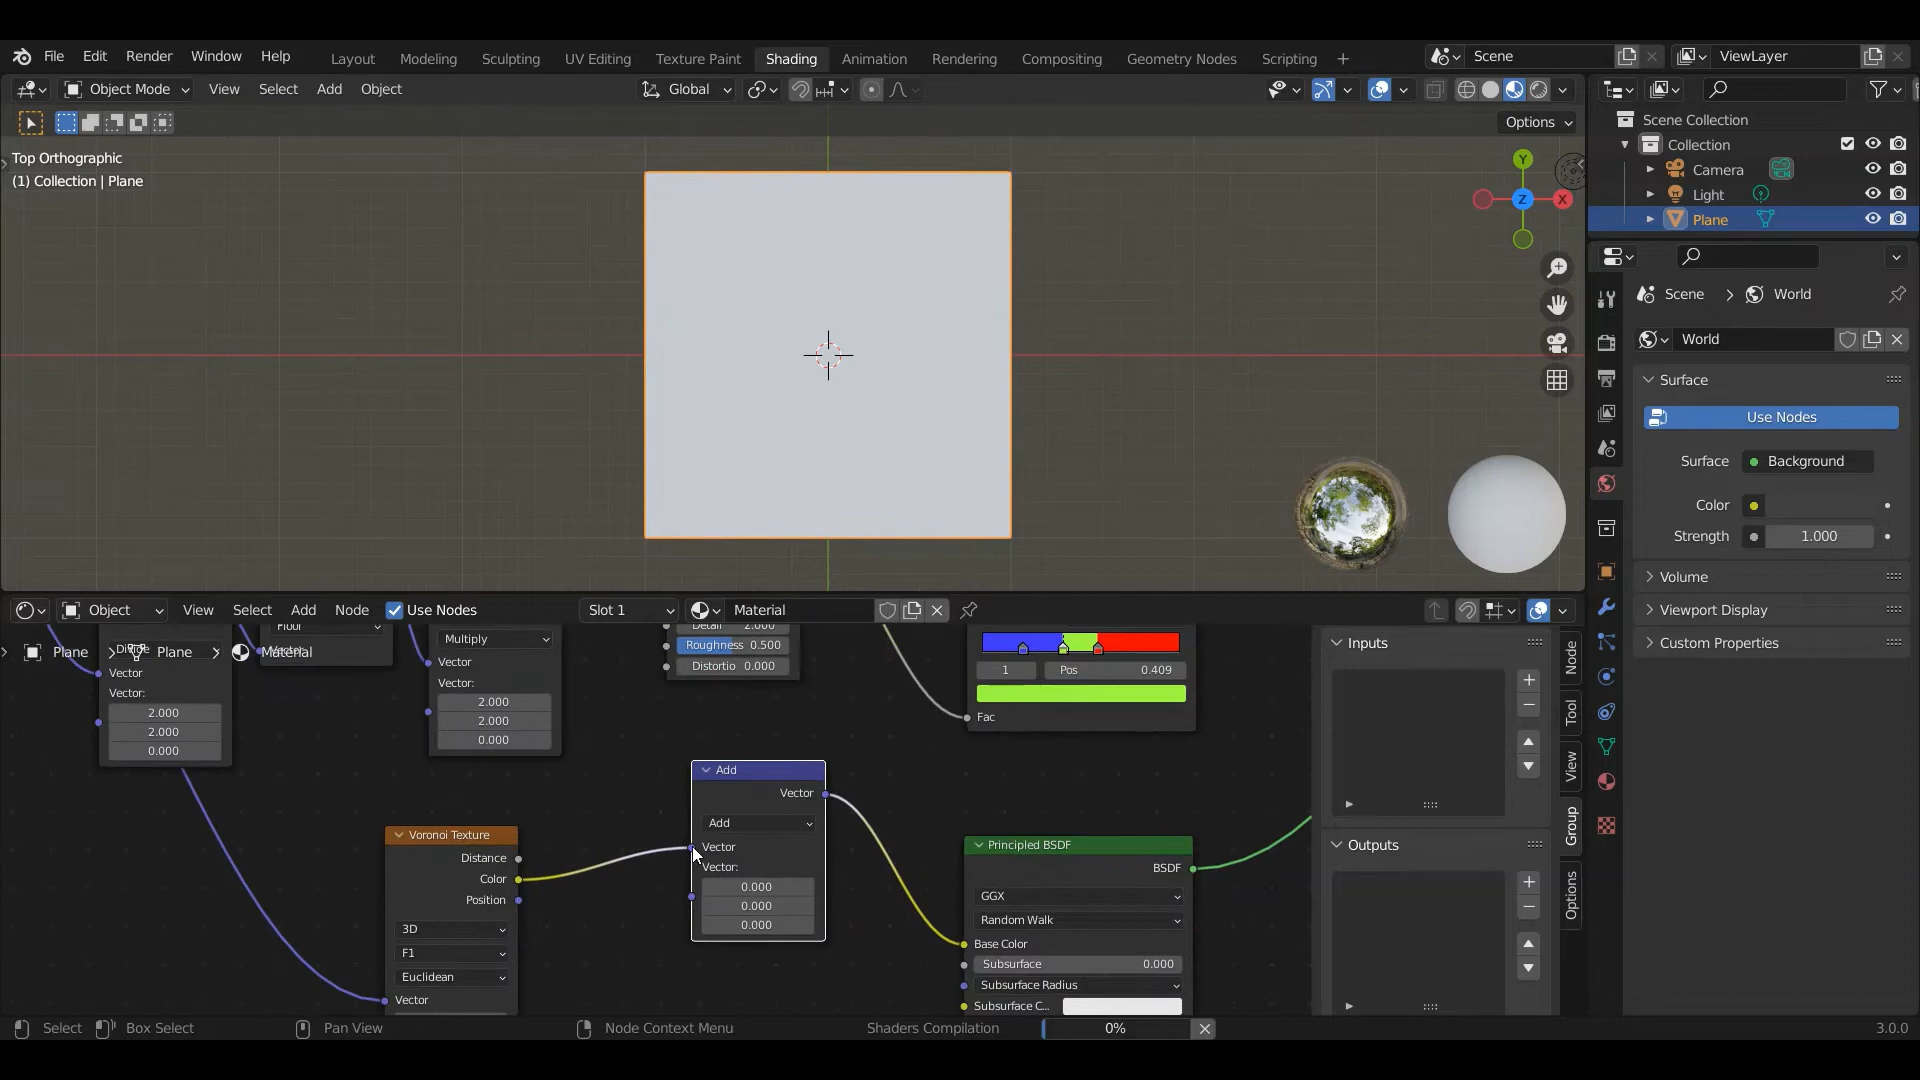 File Edit Render Window Help Layout Modeling Sculpting UV Editing Texture Paint Shading Animation Rendering Compositing Geometry Nodes Scripting + Scene ViewLayer
Object Mode View Select Add Object Global
Options
Top Orthographic
(1) Collection | Plane
Y
X
Z
Scene Collection
Collection
Camera
Light
Plane
Scene > World
World
Surface
Use Nodes
Surface Background
Color
Strength 1.000
Volume
Viewport Display
Custom Properties
Object View Select Add Node Use Nodes Slot 1 Material
Plane > Plane > Material
Floor
Vector
Vector:
2.000
2.000
0.000
Multiply
Vector
Vector:
2.000
2.000
0.000
Detail 2.000
Roughness 0.500
Distortio 0.000
1 Pos 0.409
Fac
Add
Vector
Add
Vector
Vector:
0.000
0.000
0.000
Voronoi Texture
Distance
Color
Position
3D
F1
Euclidean
Vector
Principled BSDF
BSDF
GGX
Random Walk
Base Color
Subsurface 0.000
Subsurface Radius
Subsurface C...
Inputs
Outputs
Node
Tool
View
Group
Options
Select Box Select Pan View Node Context Menu Shaders Compilation 0% 3.0.0